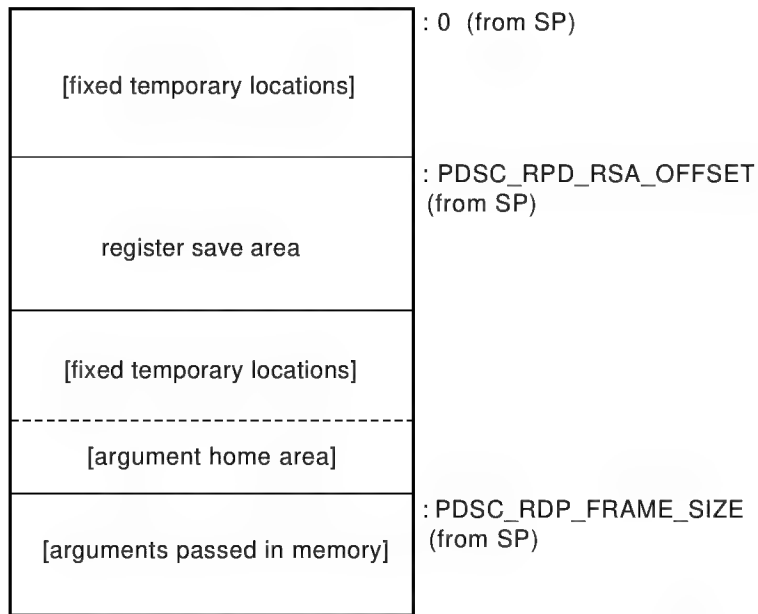 : 0 (from SP)
[fixed temporary locations]
: PDSC_RPD_RSA_OFFSET
(from SP)
register save area
[fixed temporary locations]
[argument home area]
: PDSC_RDP_FRAME_SIZE
(from SP)
[arguments passed in memory]